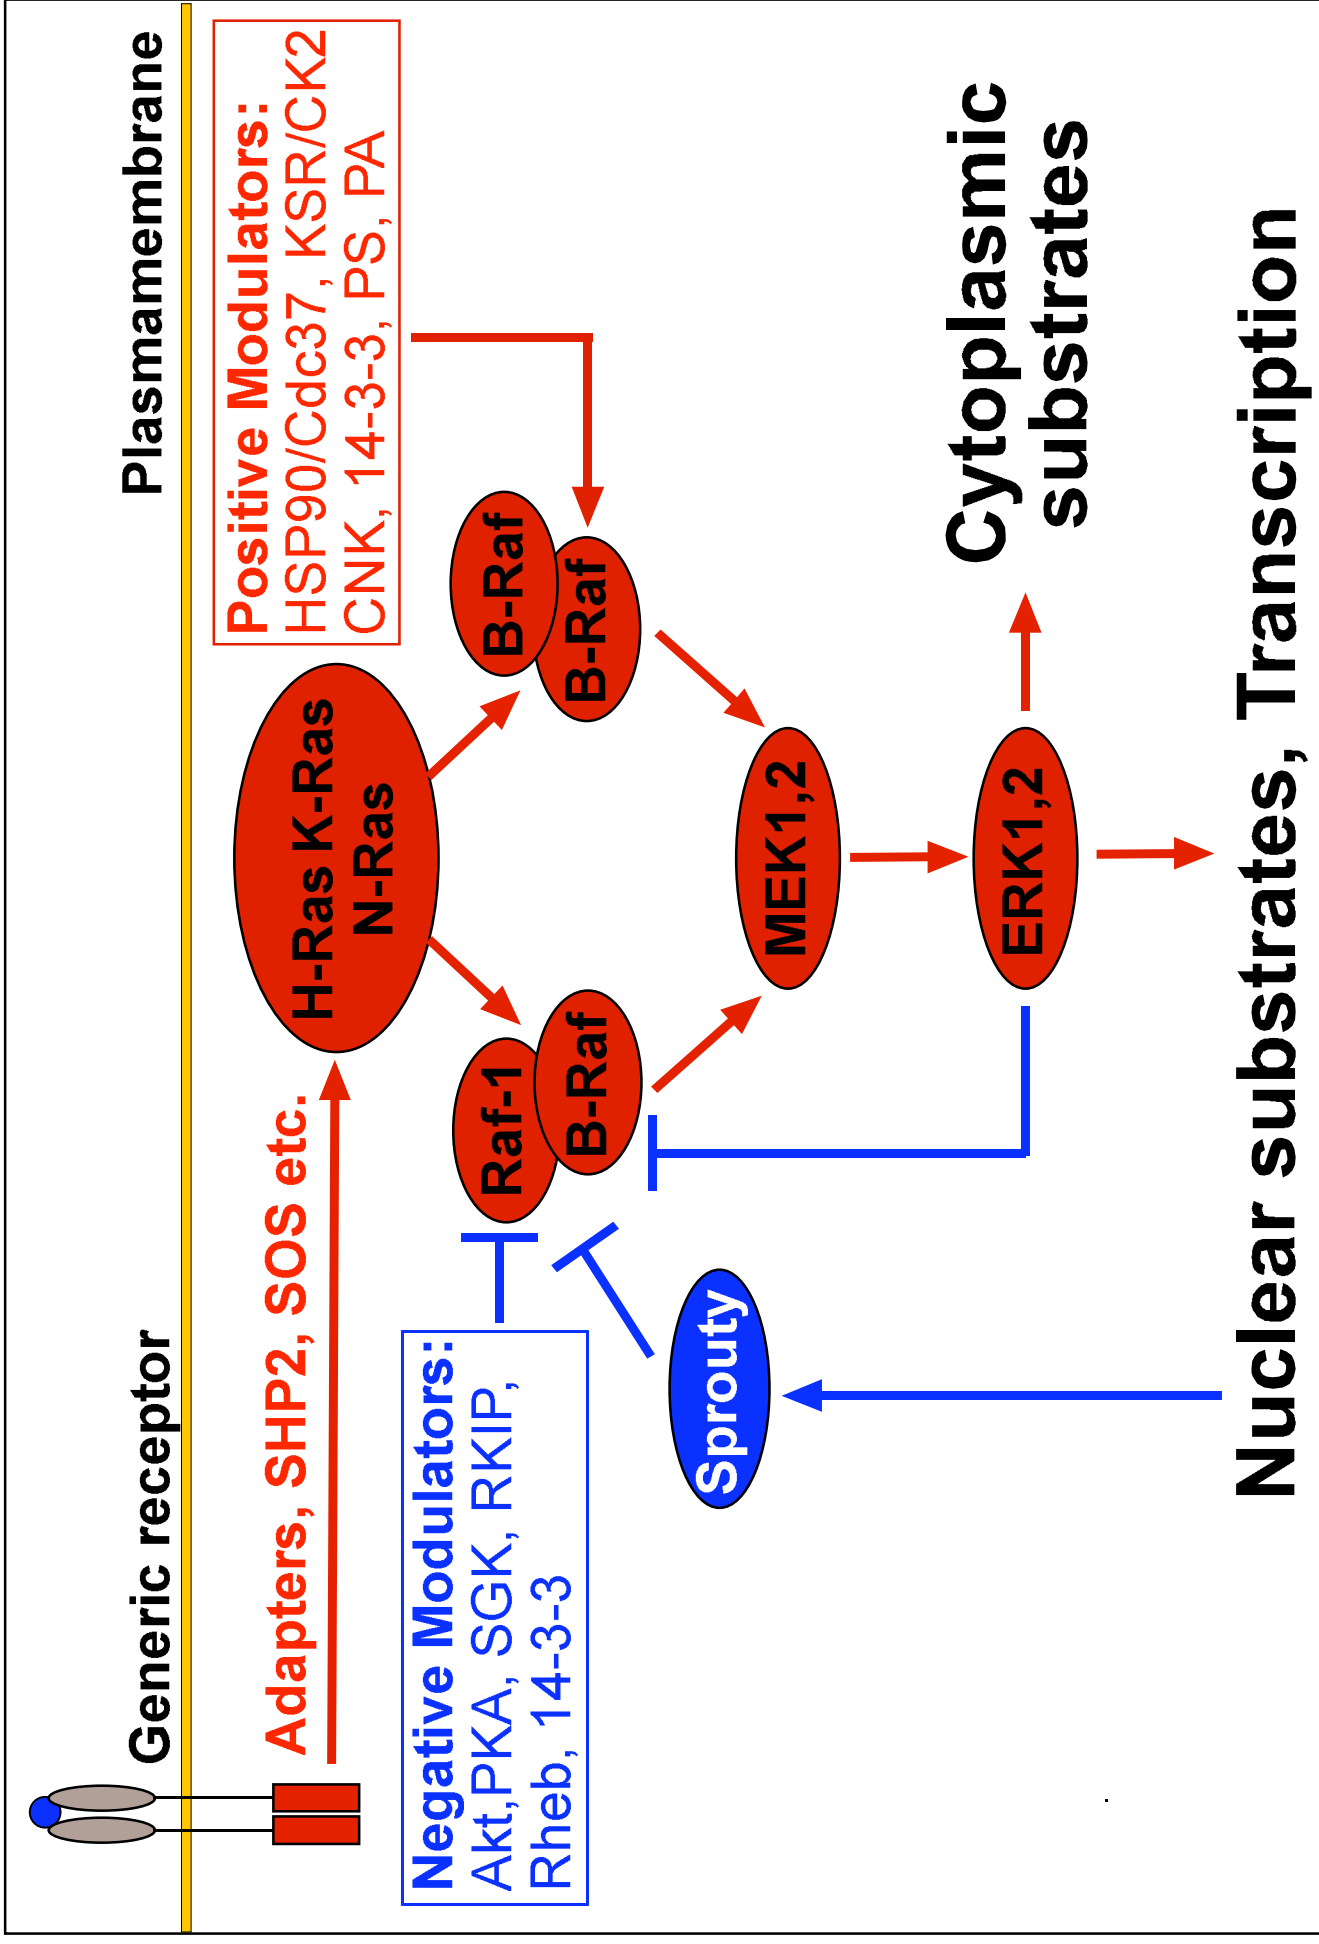 Generic receptor
Plasmamembrane
Adapters, SHP2, SOS etc.
H-Ras K-Ras
N-Ras
Positive Modulators:
HSP90/Cdc37, KSR/CK2
CNK, 14-3-3, PS, PA
Negative Modulators:
Akt,PKA, SGK, RKIP,
Rheb, 14-3-3
Raf-1
B-Raf
B-Raf
B-Raf
Sprouty
MEK1,2
ERK1,2
Cytoplasmic
substrates
Nuclear substrates, Transcription